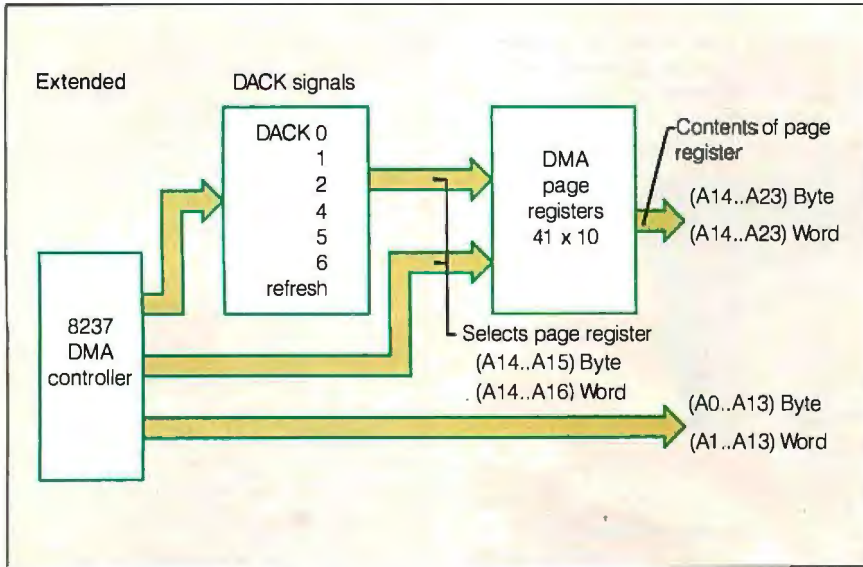 Extended
DACK signals
DACK 0
1
2
4
5
6
refresh
8237
DMA
controller
DMA
page
registers
41 x 10
Contents of page
register
(A14..A23) Byte
(A14..A23) Word
Selects page register
(A14..A15) Byte
(A14..A16) Word
(A0..A13) Byte
(A1..A13) Word